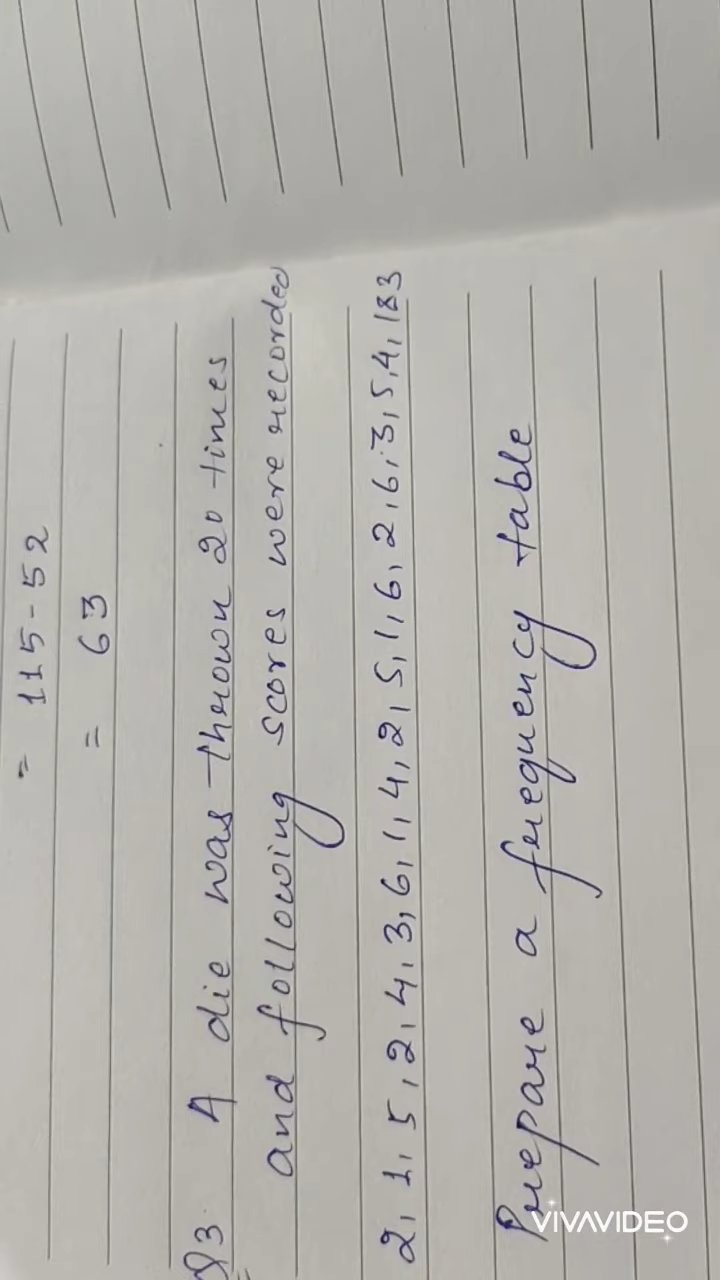 = 115-52
= 63
Q3. A die was thrown 20 times
and following scores were recorded
2, 1, 5, 2, 4, 3, 6, 1, 4, 2, 5, 1, 6, 2, 6, 3, 5, 4, 1&3
Prepare a frequency table
VIVAVIDEO